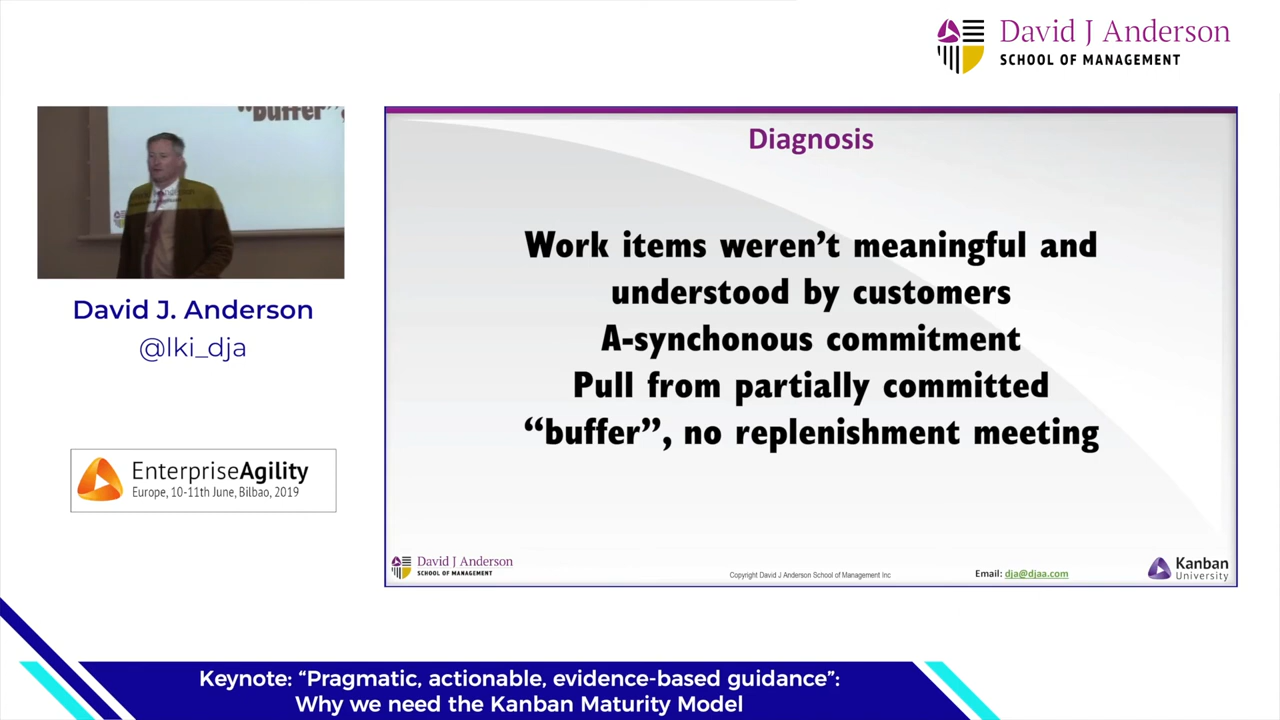 David J Anderson
SCHOOL OF MANAGEMENT
"buffer",
David J. Anderson
@lki_dja
EnterpriseAgility
Europe, 10-11th June, Bilbao, 2019
Diagnosis
Work items weren’t meaningful and
understood by customers
A-synchonous commitment
Pull from partially committed
“buffer”, no replenishment meeting
David J Anderson
SCHOOL OF MANAGEMENT
Copyright David J Anderson School of Management Inc
Email: dja@djaa.com
Kanban
University
Keynote: “Pragmatic, actionable, evidence-based guidance”:
Why we need the Kanban Maturity Model